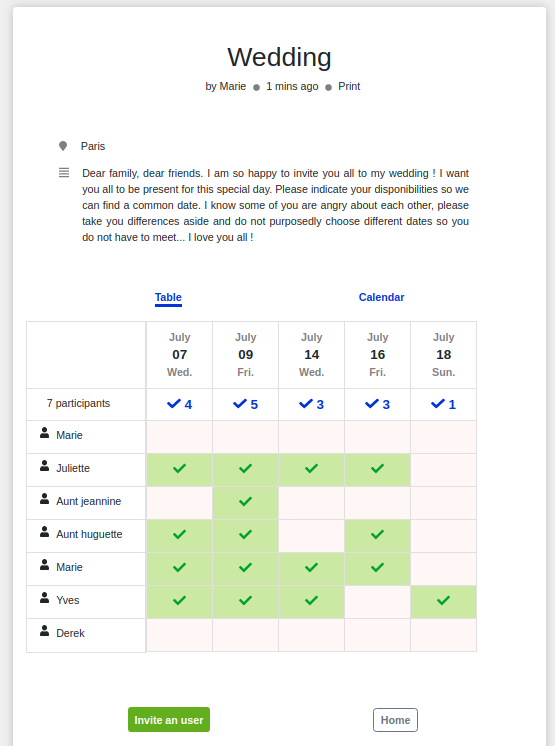 Wedding
by Marie ● 1 mins ago ● Print
Paris
Dear family, dear friends. I am so happy to invite you all to my wedding ! I want
you all to be present for this special day. Please indicate your disponibilities so we
can find a common date. I know some of you are angry about each other, please
take you differences aside and do not purposedly choose different dates so you
do not have to meet... I love you all !
Table Calendar
July July July July July
07 09 14 16 18
Wed. Fri. Wed. Fri. Sun.
7 participants 4 5 3 3 1
Marie
Juliette
Aunt jeannine
Aunt huguette
Marie
Yves
Derek
Invite an user Home